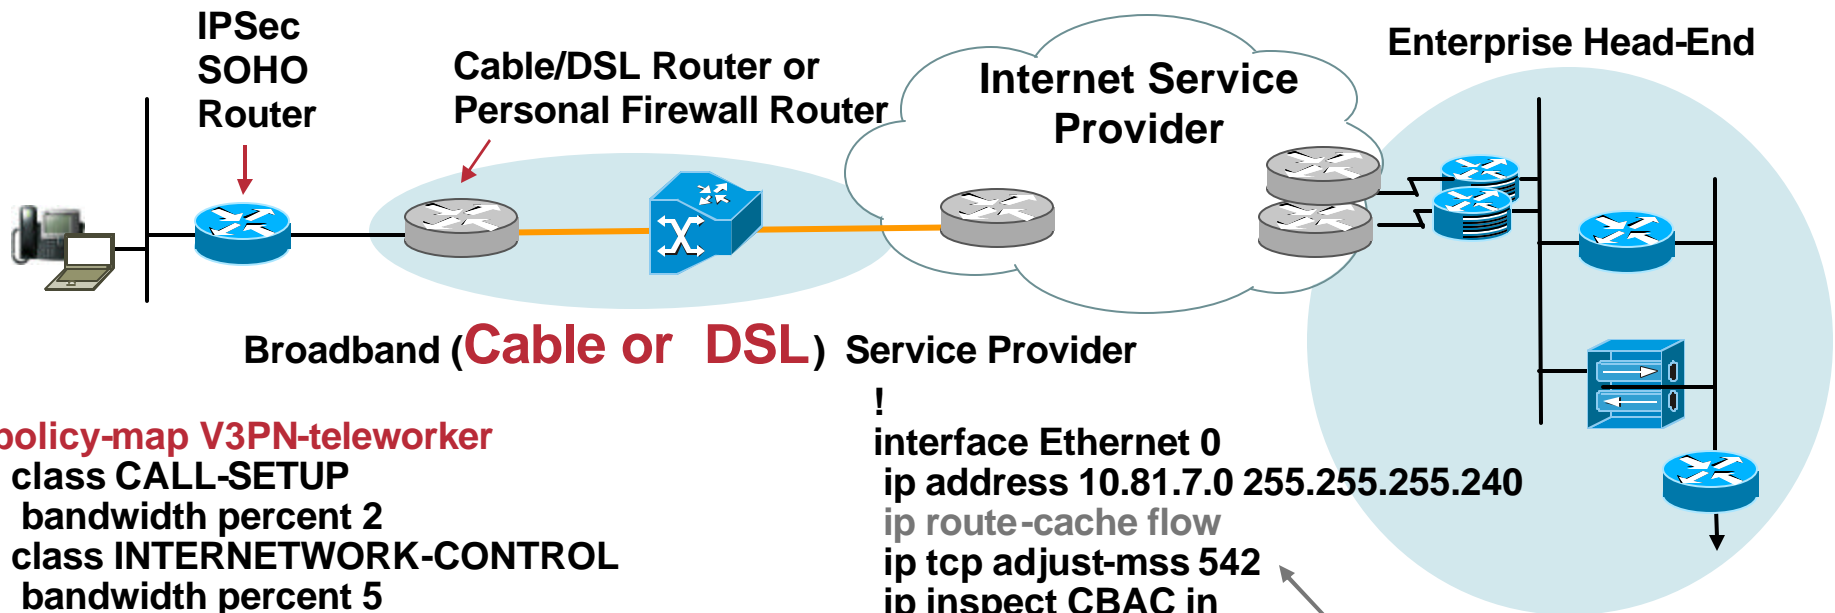 IPSec
SOHO
Router
Cable/DSL Router or
Personal Firewall Router
Internet Service
Provider
Enterprise Head-End
Broadband (Cable or DSL) Service Provider
policy-map V3PN-teleworker
class CALL-SETUP
bandwidth percent 2
class INTERNETWORK-CONTROL
bandwidth percent 5
!
interface Ethernet 0
ip address 10.81.7.0 255.255.255.240
ip route-cache flow
ip tcp adjust-mss 542
ip inspect CBAC in